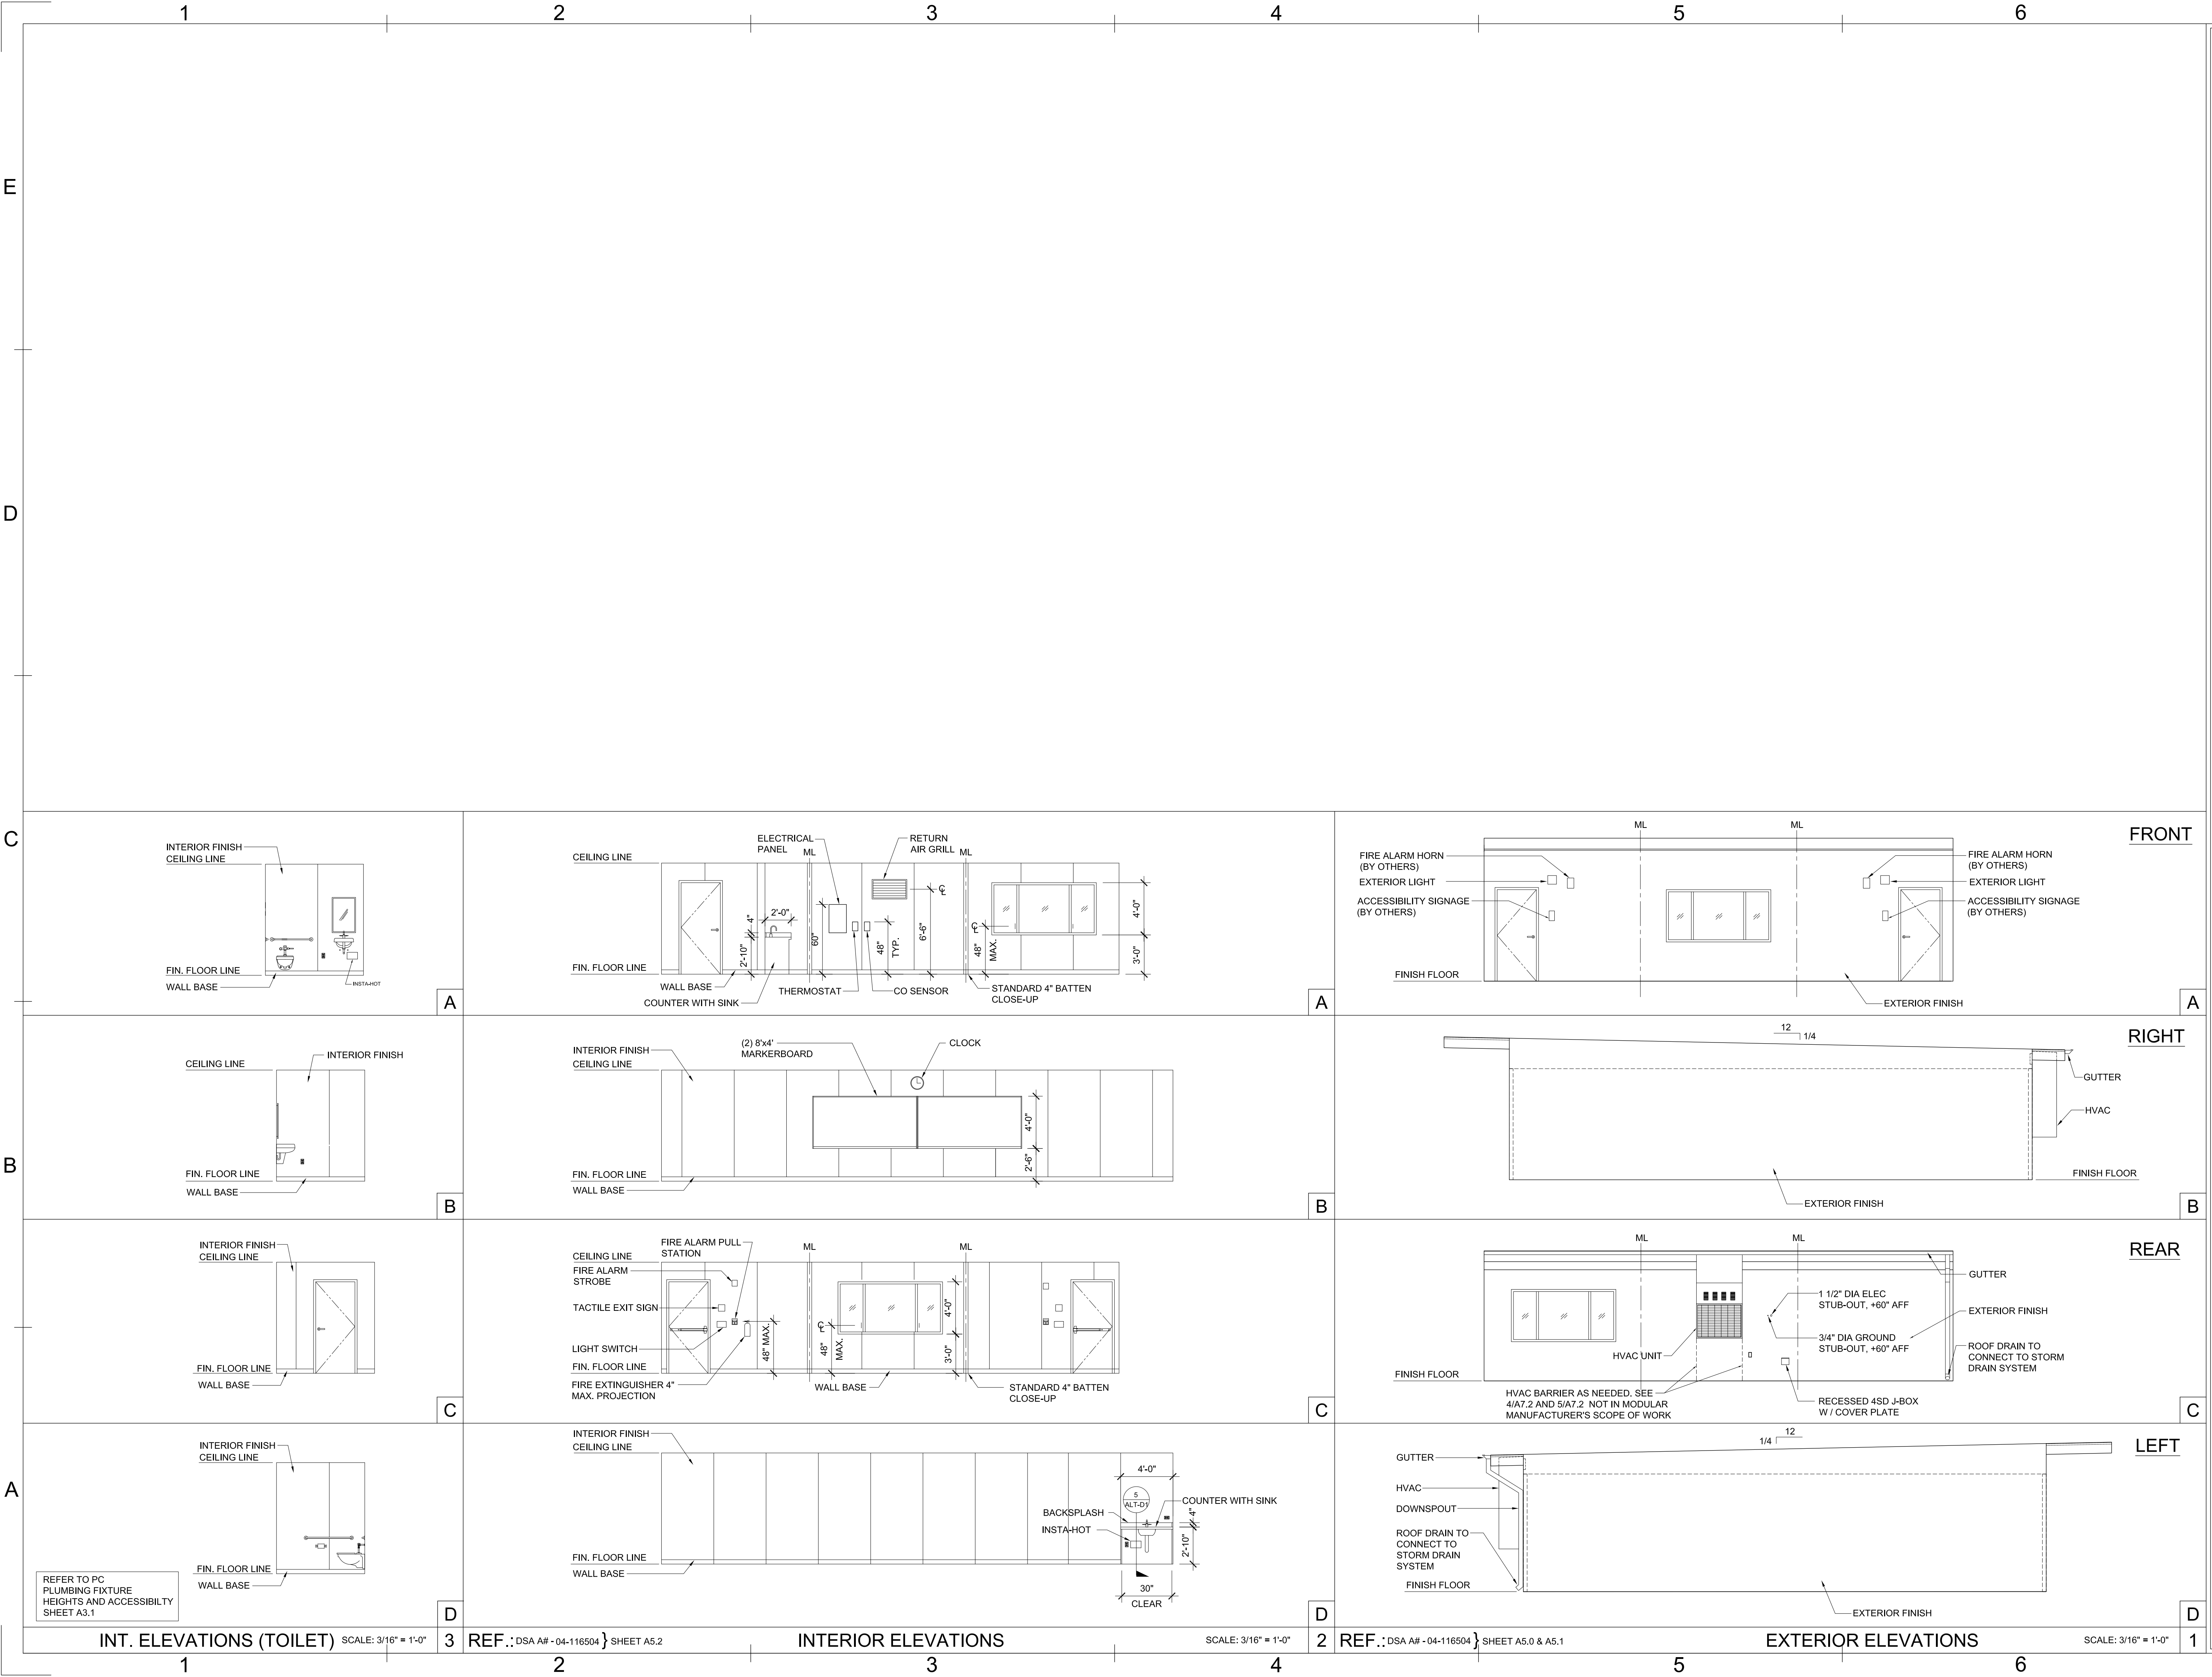 1 2 3 4 5 6
E
D
C
B
A
INTERIOR FINISH
CEILING LINE
FIN. FLOOR LINE
WALL BASE
INSTA-HOT
A
CEILING LINE
INTERIOR FINISH
FIN. FLOOR LINE
WALL BASE
B
INTERIOR FINISH
CEILING LINE
FIN. FLOOR LINE
WALL BASE
C
INTERIOR FINISH
CEILING LINE
FIN. FLOOR LINE
WALL BASE
REFER TO PC
PLUMBING FIXTURE
HEIGHTS AND ACCESSIBILTY
SHEET A3.1
D
INT. ELEVATIONS (TOILET) SCALE: 3/16" = 1'-0" 3
CEILING LINE
ELECTRICAL
PANEL
ML
RETURN
AIR GRILL
ML
2'-0"
4"
2'-10"
60"
48"
TYP.
6'-6"
℄
℄
48"
MAX.
4'-0"
3'-0"
FIN. FLOOR LINE
WALL BASE
COUNTER WITH SINK
THERMOSTAT
CO SENSOR
STANDARD 4" BATTEN
CLOSE-UP
A
INTERIOR FINISH
CEILING LINE
(2) 8'x4'
MARKERBOARD
CLOCK
4'-0"
2'-6"
FIN. FLOOR LINE
WALL BASE
B
FIRE ALARM PULL
STATION
CEILING LINE
FIRE ALARM
STROBE
TACTILE EXIT SIGN
LIGHT SWITCH
FIN. FLOOR LINE
FIRE EXTINGUISHER 4"
MAX. PROJECTION
ML
ML
48" MAX.
℄
48"
MAX.
4'-0"
3'-0"
WALL BASE
STANDARD 4" BATTEN
CLOSE-UP
C
INTERIOR FINISH
CEILING LINE
4'-0"
5
ALT-D1
BACKSPLASH
COUNTER WITH SINK
INSTA-HOT
4"
2'-10"
FIN. FLOOR LINE
WALL BASE
30"
CLEAR
D
REF.: DSA A# - 04-116504 } SHEET A5.2 INTERIOR ELEVATIONS SCALE: 3/16" = 1'-0" 2
FRONT
ML
ML
FIRE ALARM HORN
(BY OTHERS)
EXTERIOR LIGHT
ACCESSIBILITY SIGNAGE
(BY OTHERS)
FINISH FLOOR
FIRE ALARM HORN
(BY OTHERS)
EXTERIOR LIGHT
ACCESSIBILITY SIGNAGE
(BY OTHERS)
EXTERIOR FINISH
A
RIGHT
12
1/4
GUTTER
HVAC
FINISH FLOOR
EXTERIOR FINISH
B
REAR
ML
ML
GUTTER
1 1/2" DIA ELEC
STUB-OUT, +60" AFF
EXTERIOR FINISH
3/4" DIA GROUND
STUB-OUT, +60" AFF
HVAC UNIT
ROOF DRAIN TO
CONNECT TO STORM
DRAIN SYSTEM
FINISH FLOOR
HVAC BARRIER AS NEEDED. SEE
4/A7.2 AND 5/A7.2 NOT IN MODULAR
MANUFACTURER'S SCOPE OF WORK
RECESSED 4SD J-BOX
W / COVER PLATE
C
LEFT
12
1/4
GUTTER
HVAC
DOWNSPOUT
ROOF DRAIN TO
CONNECT TO
STORM DRAIN
SYSTEM
FINISH FLOOR
EXTERIOR FINISH
D
REF.: DSA A# - 04-116504 } SHEET A5.0 & A5.1 EXTERIOR ELEVATIONS SCALE: 3/16" = 1'-0" 1
1 2 3 4 5 6